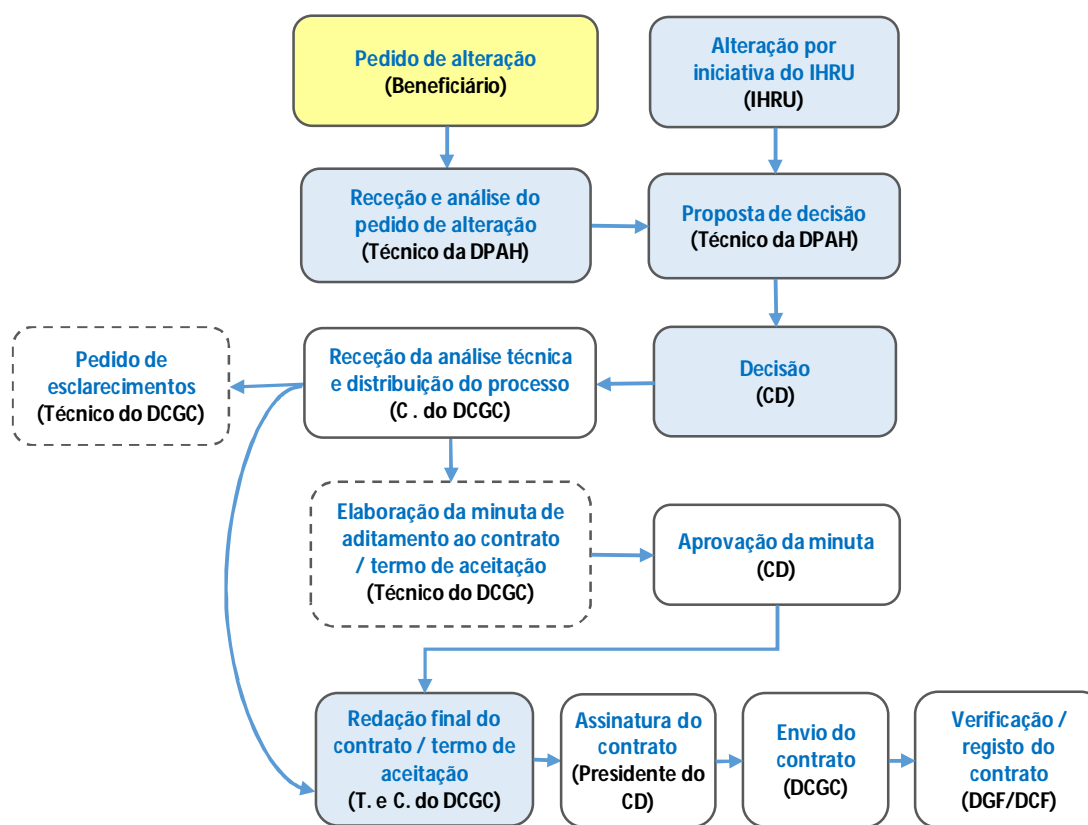 Pedido de alteração
(Beneficiário)
Alteração por
iniciativa do IHRU
(IHRU)
Receção e análise do
pedido de alteração
(Técnico da DPAH)
Proposta de decisão
(Técnico da DPAH)
Pedido de
esclarecimentos
(Técnico do DCGC)
Receção da análise técnica
e distribuição do processo
(C . do DCGC)
Decisão
(CD)
Elaboração da minuta de
aditamento ao contrato
/ termo de aceitação
(Técnico do DCGC)
Aprovação da minuta
(CD)
Redação final do
contrato / termo de
aceitação
(T. e C. do DCGC)
Assinatura do
contrato
(Presidente do
CD)
Envio do
contrato
(DCGC)
Verificação /
registo do
contrato
(DGF/DCF)